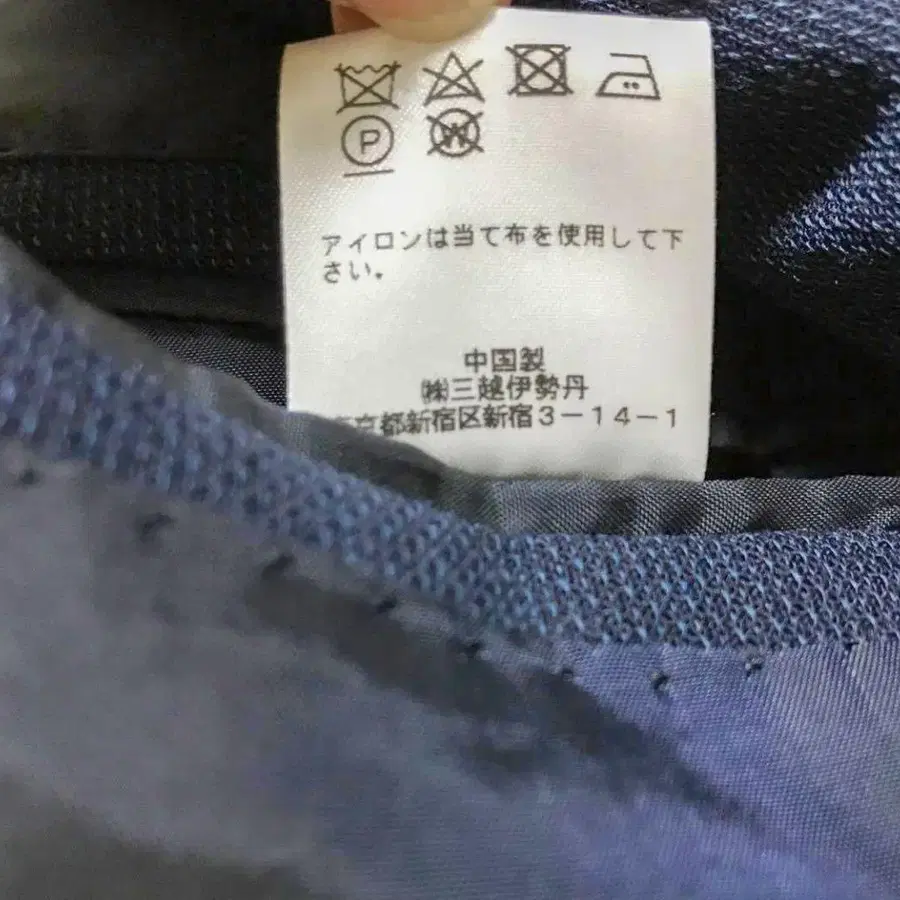 P W
アイロンは当て布を使用して下
さい。
中国製
㈱三越伊勢丹
京都新宿区新宿3-14-1